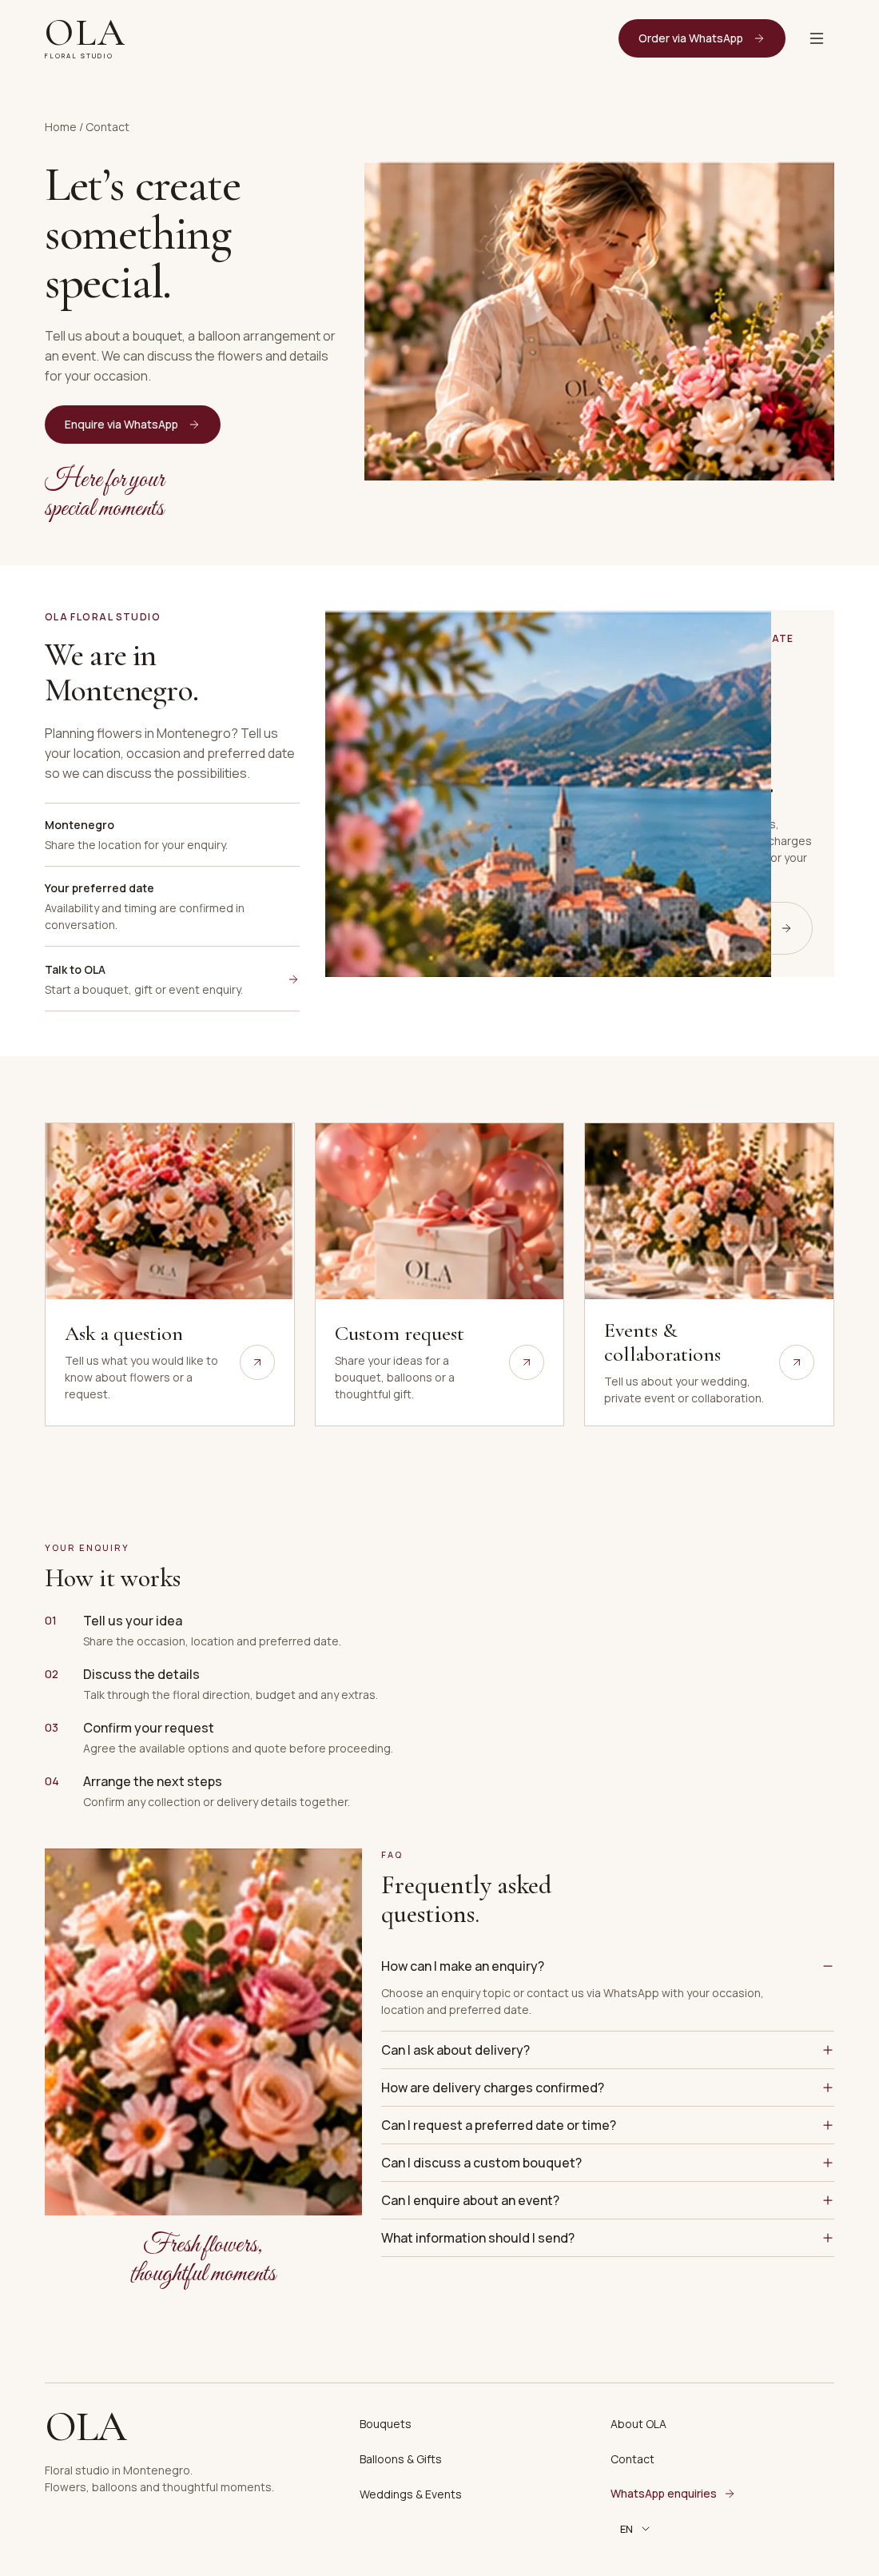 OLA
FLORAL STUDIO
Order via WhatsApp
Home / Contact
Let’s create
something
special.
Tell us about a bouquet, a balloon arrangement or
an event. We can discuss the flowers and details
for your occasion.
Enquire via WhatsApp
Here for your
special moments
OLA
OLA FLORAL STUDIO
We are in
Montenegro.
Planning flowers in Montenegro? Tell us
your location, occasion and preferred date
so we can discuss the possibilities.
Montenegro
Share the location for your enquiry.
Your preferred date
Availability and timing are confirmed in
conversation.
Talk to OLA
Start a bouquet, gift or event enquiry.
charges
or your
OLA
OLA
Ask a question
Tell us what you would like to
know about flowers or a
request.
Custom request
Share your ideas for a
bouquet, balloons or a
thoughtful gift.
Events &
collaborations
Tell us about your wedding,
private event or collaboration.
YOUR ENQUIRY
How it works
01 Tell us your idea
Share the occasion, location and preferred date.
02 Discuss the details
Talk through the floral direction, budget and any extras.
03 Confirm your request
Agree the available options and quote before proceeding.
04 Arrange the next steps
Confirm any collection or delivery details together.
Fresh flowers,
thoughtful moments
FAQ
Frequently asked
questions.
How can I make an enquiry?
Choose an enquiry topic or contact us via WhatsApp with your occasion,
location and preferred date.
Can I ask about delivery?
How are delivery charges confirmed?
Can I request a preferred date or time?
Can I discuss a custom bouquet?
Can I enquire about an event?
What information should I send?
OLA
Floral studio in Montenegro.
Flowers, balloons and thoughtful moments.
Bouquets
Balloons & Gifts
Weddings & Events
About OLA
Contact
WhatsApp enquiries
EN